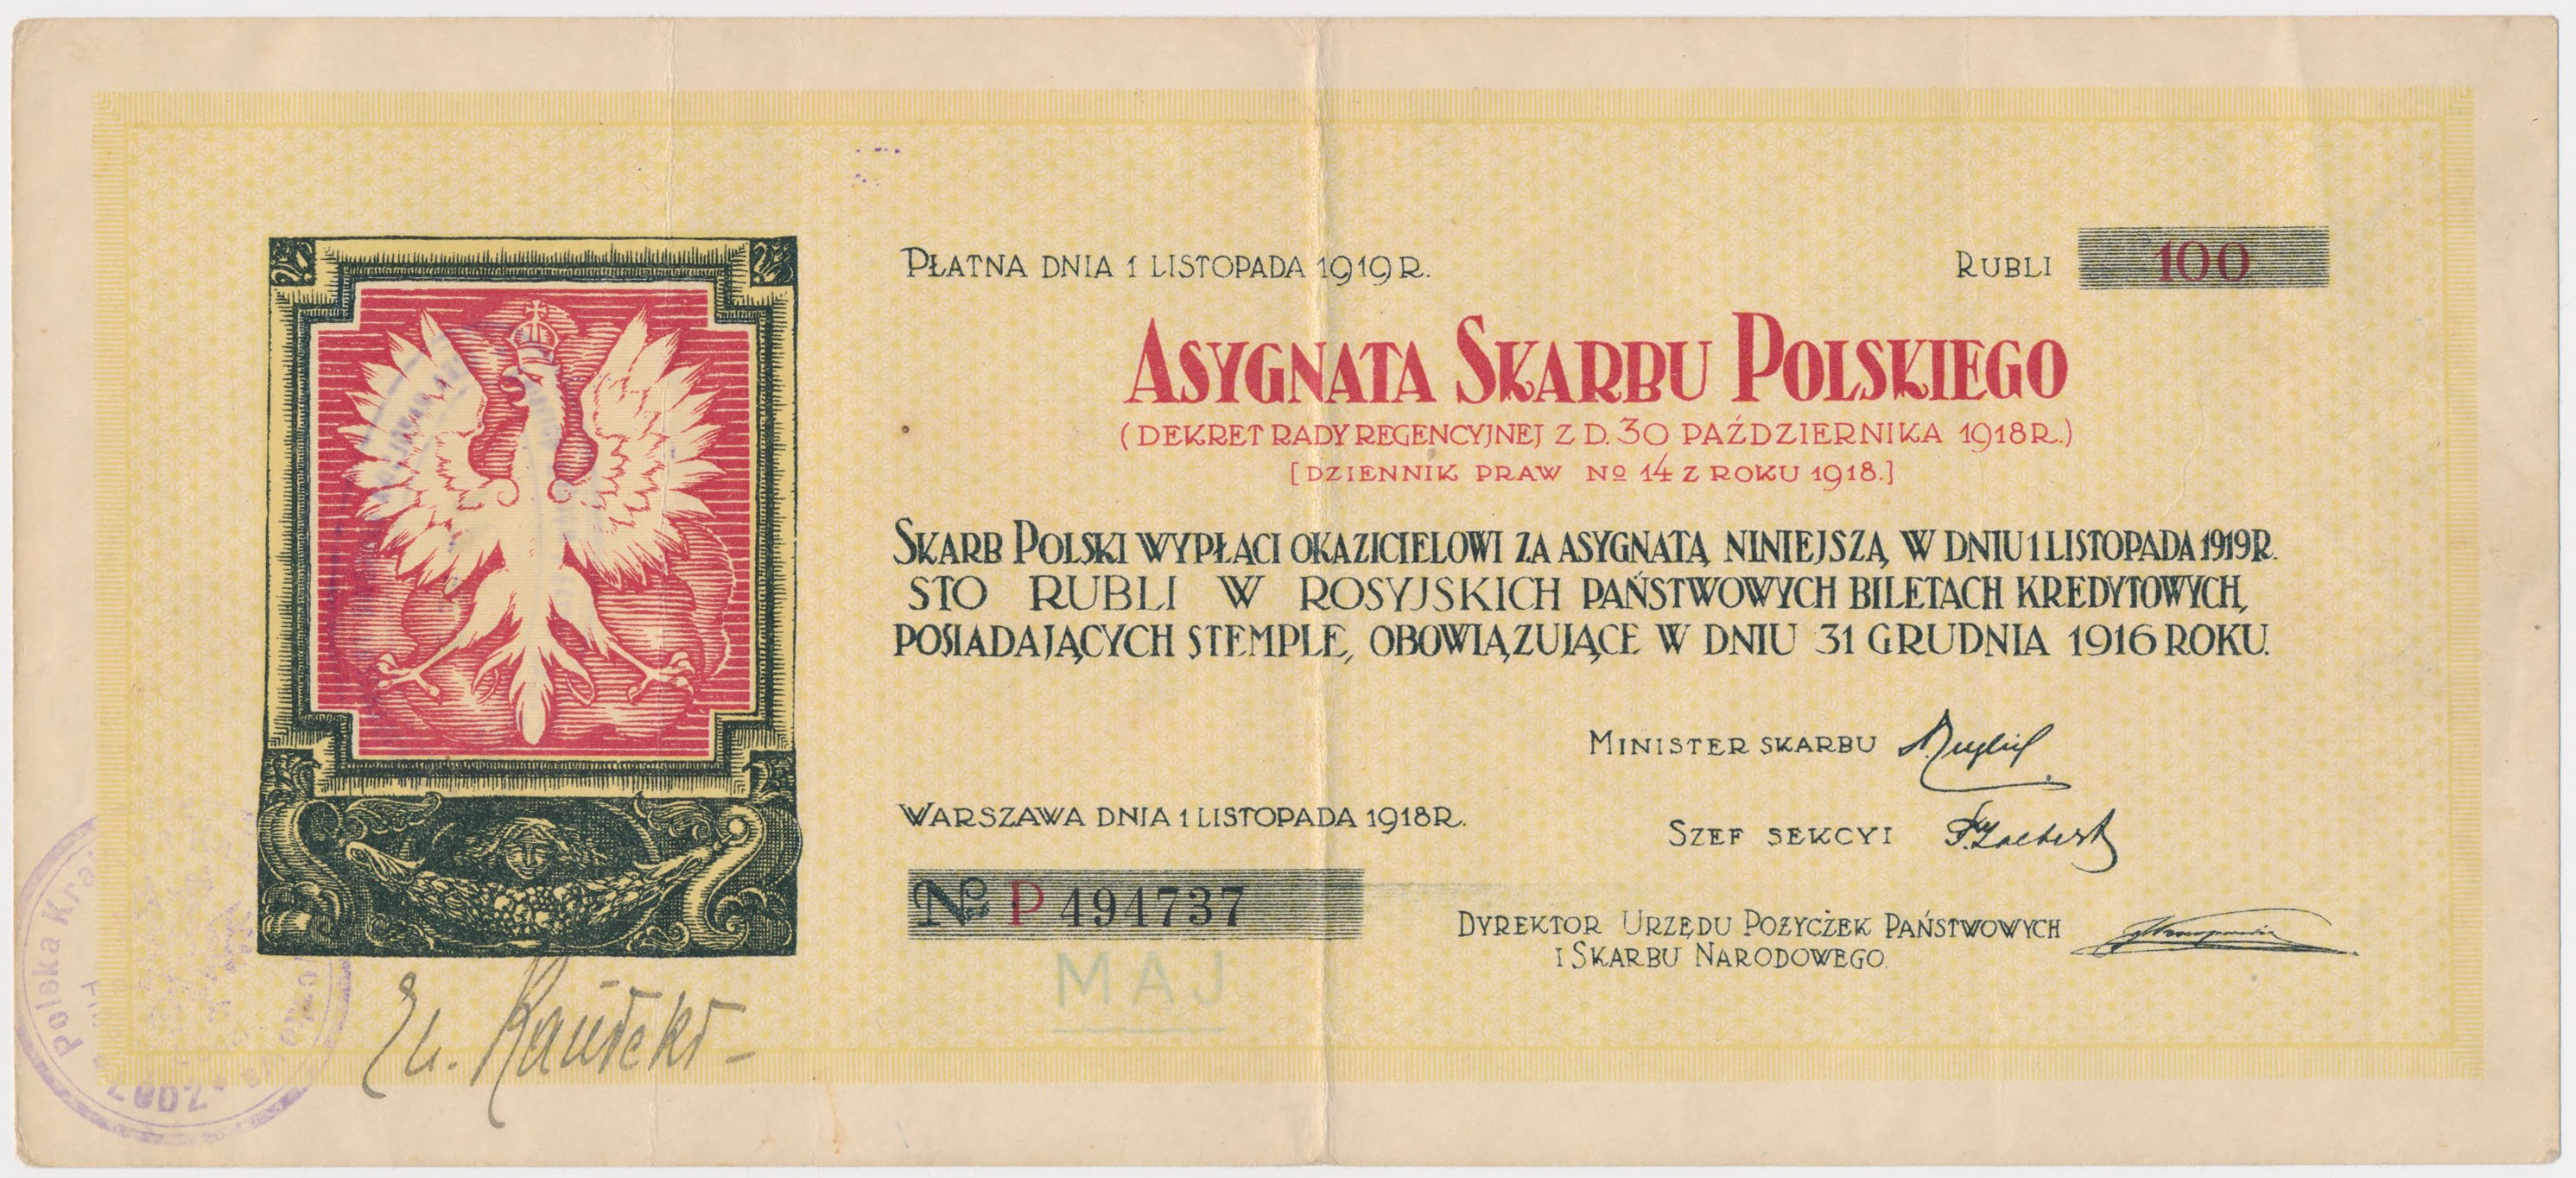 PŁATNA DNIA 1 LISTOPADA 1919 R.
RUBLI 100
ASYGNATA SKARBU POLSKIEGO
(DEKRET RADY REGENCYJNEJ Z D. 30 PAŹDZIERNIKA 1918 R.)
[DZIENNIK PRAW No 14 Z ROKU 1918.]
SKARB POLSKI WYPŁACI OKAZICIELOWI ZA ASYGNATĄ NINIEJSZĄ W DNIU 1 LISTOPADA 1919 R.
STO RUBLI W ROSYJSKICH PAŃSTWOWYCH BILETACH KREDYTOWYCH,
POSIADAJĄCYCH STEMPLE, OBOWIĄZUJĄCE W DNIU 31 GRUDNIA 1916 ROKU.
MINISTER SKARBU
WARSZAWA DNIA 1 LISTOPADA 1918 R.
SZEF SEKCYI
No P 494737
DYREKTOR URZĘDU POŻYCZEK PAŃSTWOWYCH
I SKARBU NARODOWEGO
MAJ
Polska Kra